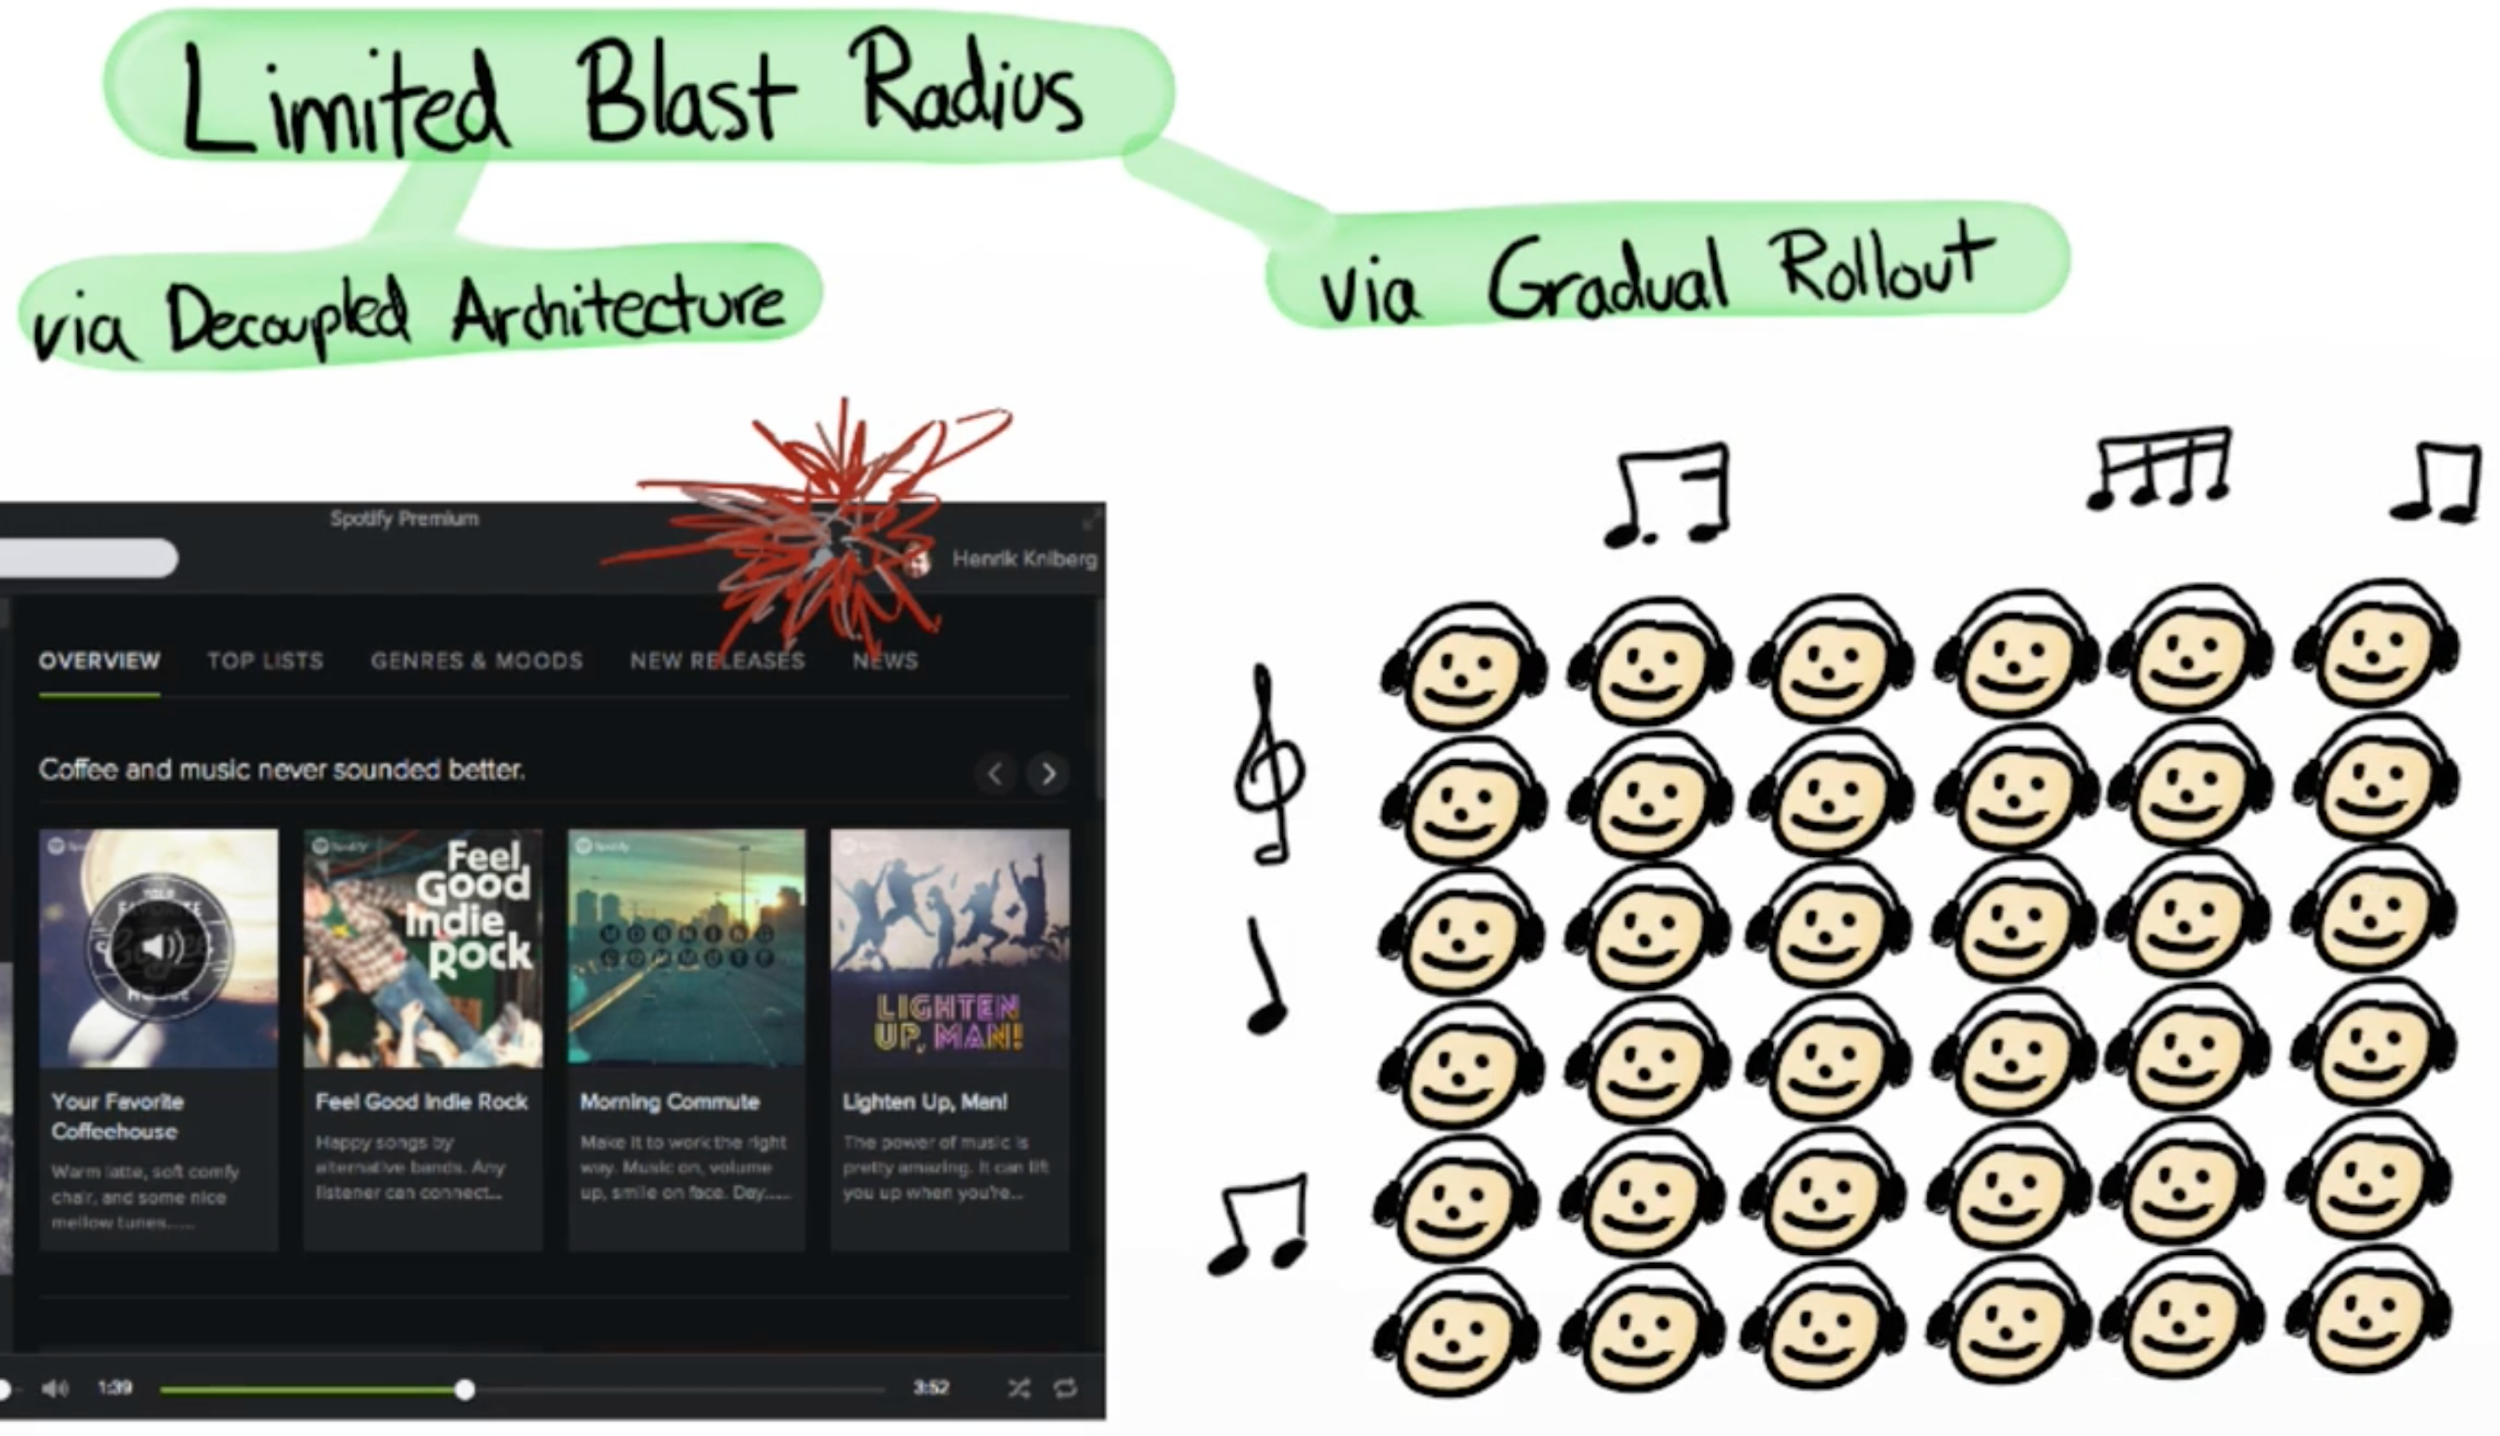 Limited Blast Radius
via Decoupled Architecture
via Gradual Rollout
Spotify Premium
Henrik Kniberg
OVERVIEW TOP LISTS GENRES & MOODS NEW RELEASES NEWS
Coffee and music never sounded better.
Feel
Good
Indie
Rock
MORNING
COMMUTE
LIGHTEN
UP, MAN!
Your Favorite
Coffeehouse
Warm latte, soft comfy
chair, and some nice
mellow tunes.....
Feel Good Indie Rock
Happy songs by
alternative bands. Any
listener can connect...
Morning Commute
Make it to work the right
way. Music on, volume
up, smile on face. Day.....
Lighten Up, Man!
The power of music is
pretty amazing. It can lift
you up when you're...
1:39
3:52